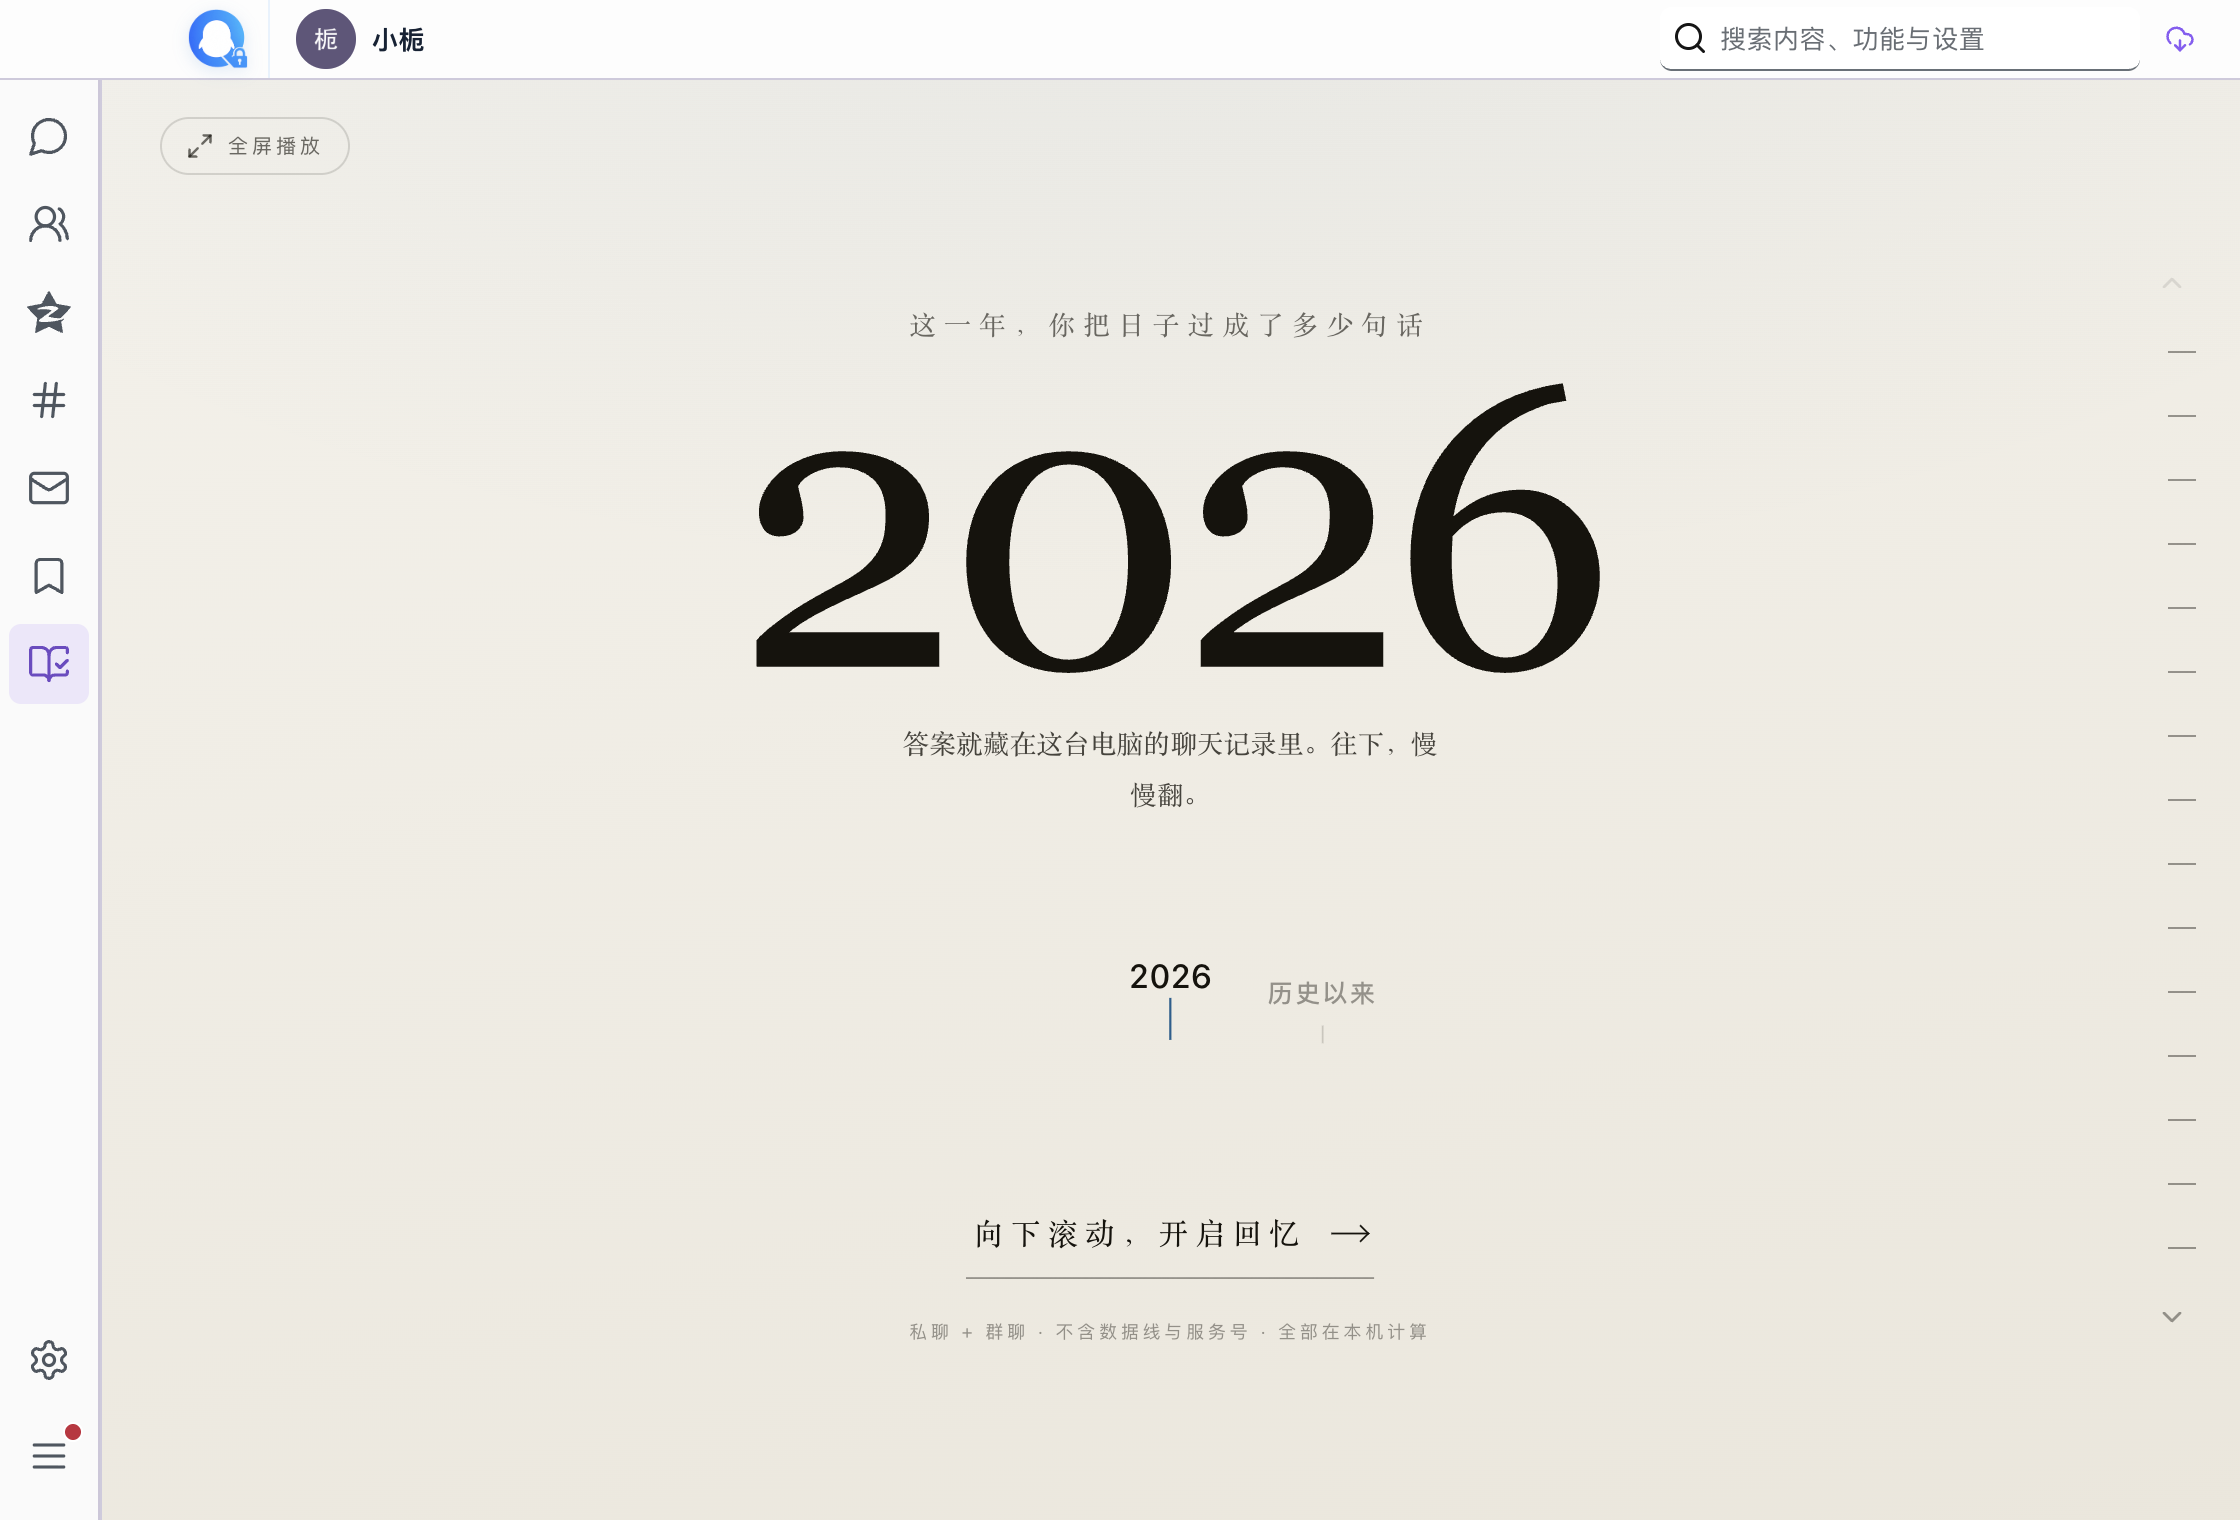 栀 小栀
搜索内容、功能与设置
全屏播放
这一年，你把日子过成了多少句话
2026
答案就藏在这台电脑的聊天记录里。往下，慢
慢翻。
2026 历史以来
向下滚动，开启回忆 →
私聊 + 群聊 · 不含数据线与服务号 · 全部在本机计算